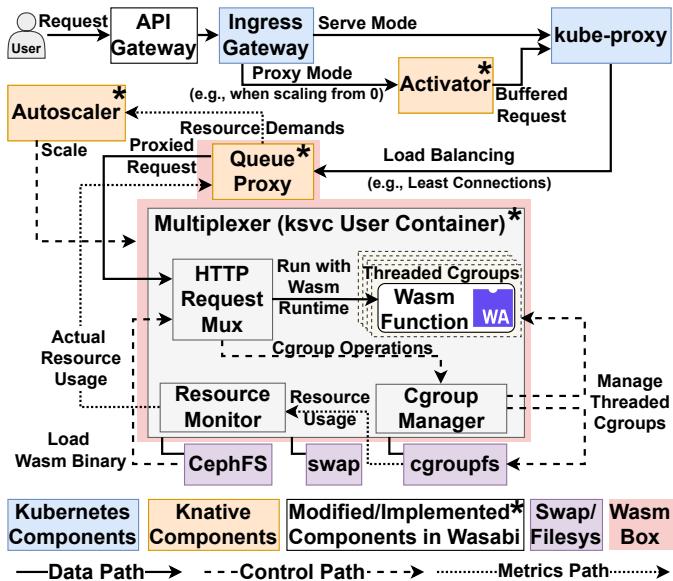 User
Request
API
Gateway
Ingress
Gateway
Serve Mode
kube-proxy
Proxy Mode
(e.g., when scaling from 0)
Activator*
Buffered
Request
Autoscaler*
Scale
Resource Demands
Proxied
Request
Queue*
Proxy
Load Balancing
(e.g., Least Connections)
Multiplexer (ksvc User Container)*
HTTP
Request
Mux
Run with
Wasm
Runtime
Threaded Cgroups
Wasm
Function
WA
Cgroup Operations
Actual
Resource
Usage
Resource
Monitor
Resource
Usage
Cgroup
Manager
Manage
Threaded
Cgroups
Load
Wasm Binary
CephFS
swap
cgroupfs
Kubernetes
Components
Knative
Components
Modified/Implemented*
Components in Wasabi
Swap/
Filesys
Wasm
Box
Data Path
Control Path
Metrics Path